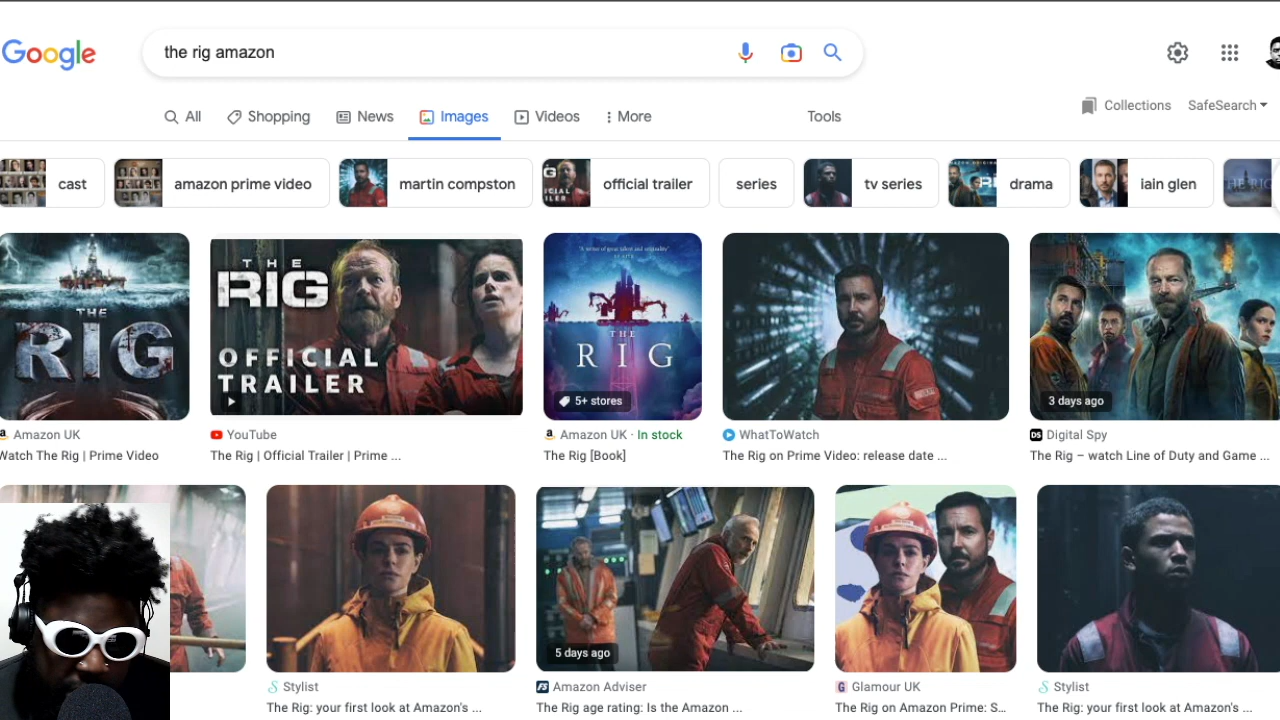 Google
the rig amazon
All
Shopping
News
Images
Videos
More
Tools
Collections
SafeSearch
cast
amazon prime video
martin compston
official trailer
series
tv series
drama
iain glen
THE
RIG
THE
RIG
OFFICIAL
TRAILER
THE
RIG
5+ stores
3 days ago
Amazon UK
YouTube
Amazon UK · In stock
WhatToWatch
Digital Spy
Watch The Rig | Prime Video
The Rig | Official Trailer | Prime ...
The Rig [Book]
The Rig on Prime Video: release date ...
The Rig – watch Line of Duty and Game ...
5 days ago
Stylist
Amazon Adviser
Glamour UK
Stylist
The Rig: your first look at Amazon's ...
The Rig age rating: Is the Amazon ...
The Rig on Amazon Prime: S...
The Rig: your first look at Amazon's ...